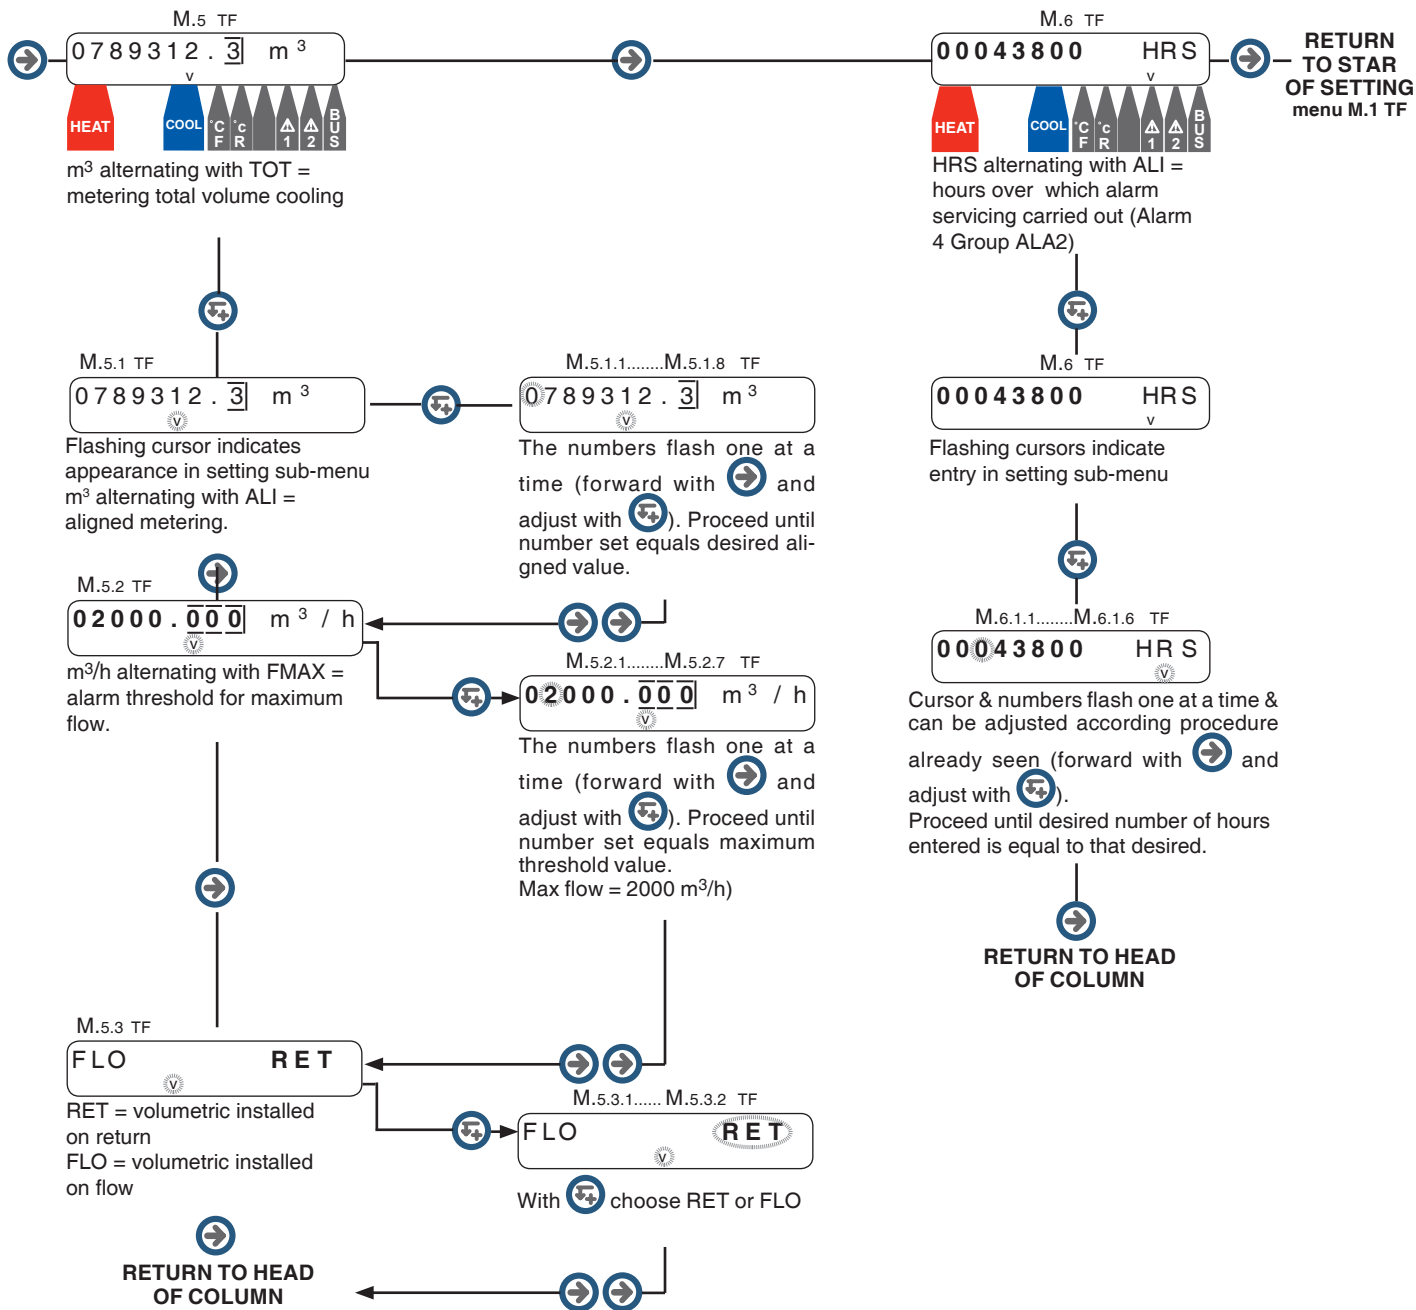 M.5 TF
0789312.3 m³
v
HEAT
COOL
°C F
°c R
⚠ 1
⚠ 2
BUS
m³ alternating with TOT =
metering total volume cooling
M.6 TF
00043800 HRS
v
HEAT
COOL
°C F
°c R
⚠ 1
⚠ 2
BUS
HRS alternating with ALI =
hours over which alarm
servicing carried out (Alarm
4 Group ALA2)
RETURN
TO STAR
OF SETTING
menu M.1 TF
M.5.1 TF
0789312.3 m³
v
Flashing cursor indicates
appearance in setting sub-menu
m³ alternating with ALI =
aligned metering.
M.5.1.1........M.5.1.8 TF
0789312.3 m³
v
The numbers flash one at a
time (forward with and
adjust with ). Proceed until
number set equals desired ali-
gned value.
M.6 TF
00043800 HRS
v
Flashing cursors indicate
entry in setting sub-menu
M.5.2 TF
02000.000 m³ / h
v
m³/h alternating with FMAX =
alarm threshold for maximum
flow.
M.5.2.1.......M.5.2.7 TF
02000.000 m³ / h
v
The numbers flash one at a
time (forward with and
adjust with ). Proceed until
number set equals maximum
threshold value.
Max flow = 2000 m³/h)
M.6.1.1........M.6.1.6 TF
00043800 HRS
v
Cursor & numbers flash one at a time &
can be adjusted according procedure
already seen (forward with and
adjust with ).
Proceed until desired number of hours
entered is equal to that desired.
RETURN TO HEAD
OF COLUMN
M.5.3 TF
FLO RET
v
RET = volumetric installed
on return
FLO = volumetric installed
on flow
M.5.3.1...... M.5.3.2 TF
FLO RET
v
With choose RET or FLO
RETURN TO HEAD
OF COLUMN